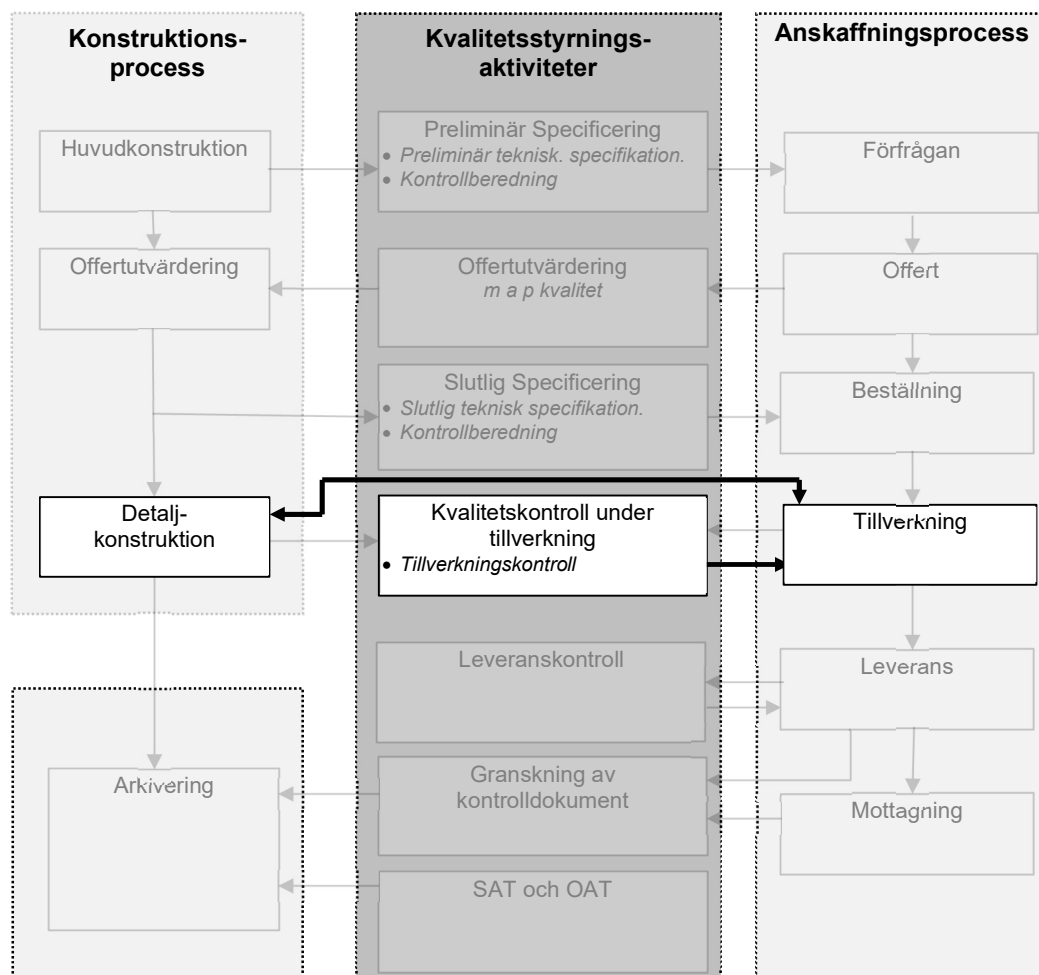 Konstruktions-
process
Kvalitetsstyrnings-
aktiviteter
Anskaffningsprocess
Huvudkonstruktion
Preliminär Specificering
• Preliminär teknisk. specifikation.
• Kontrollberedning
Förfrågan
Offertutvärdering
Offertutvärdering
m a p kvalitet
Offert
Slutlig Specificering
• Slutlig teknisk specifikation.
• Kontrollberedning
Beställning
Detalj-
konstruktion
Kvalitetskontroll under
tillverkning
• Tillverkningskontroll
Tillverkning
Leveranskontroll
Leverans
Arkivering
Granskning av
kontrolldokument
Mottagning
SAT och OAT